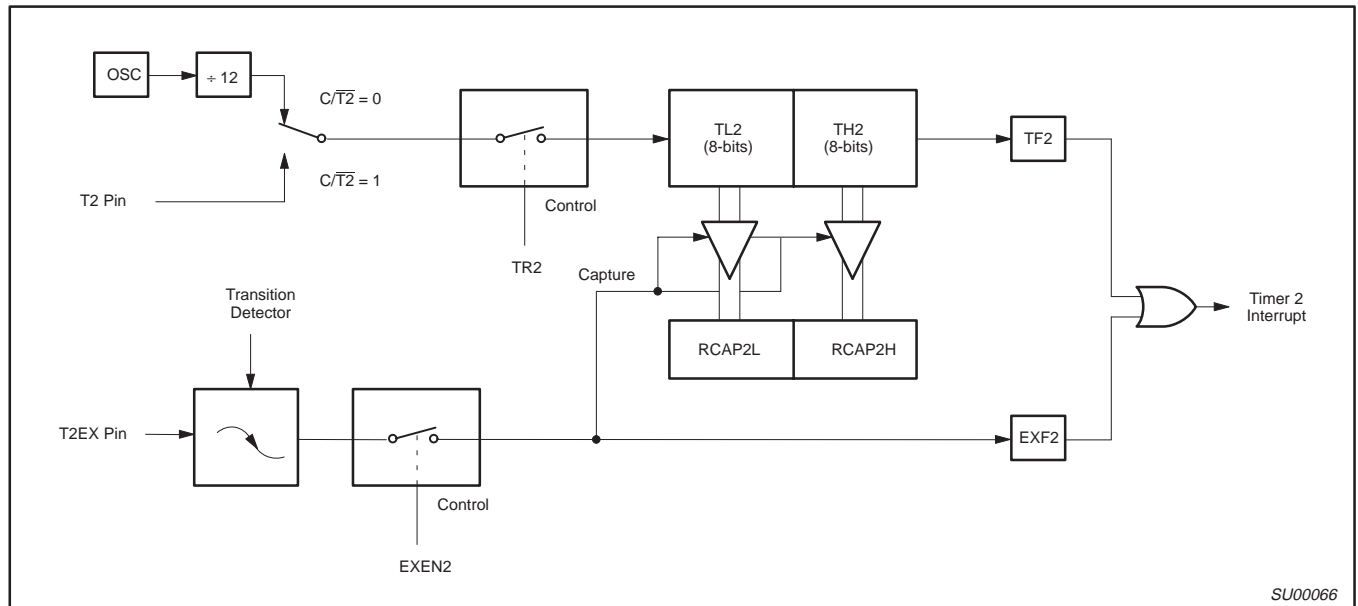 OSC
÷ 12
C/T2 = 0
TL2
(8-bits)
TH2
(8-bits)
TF2
C/T2 = 1
T2 Pin
Control
TR2
Capture
Transition
Detector
Timer 2
Interrupt
RCAP2L
RCAP2H
T2EX Pin
EXF2
Control
EXEN2
SU00066